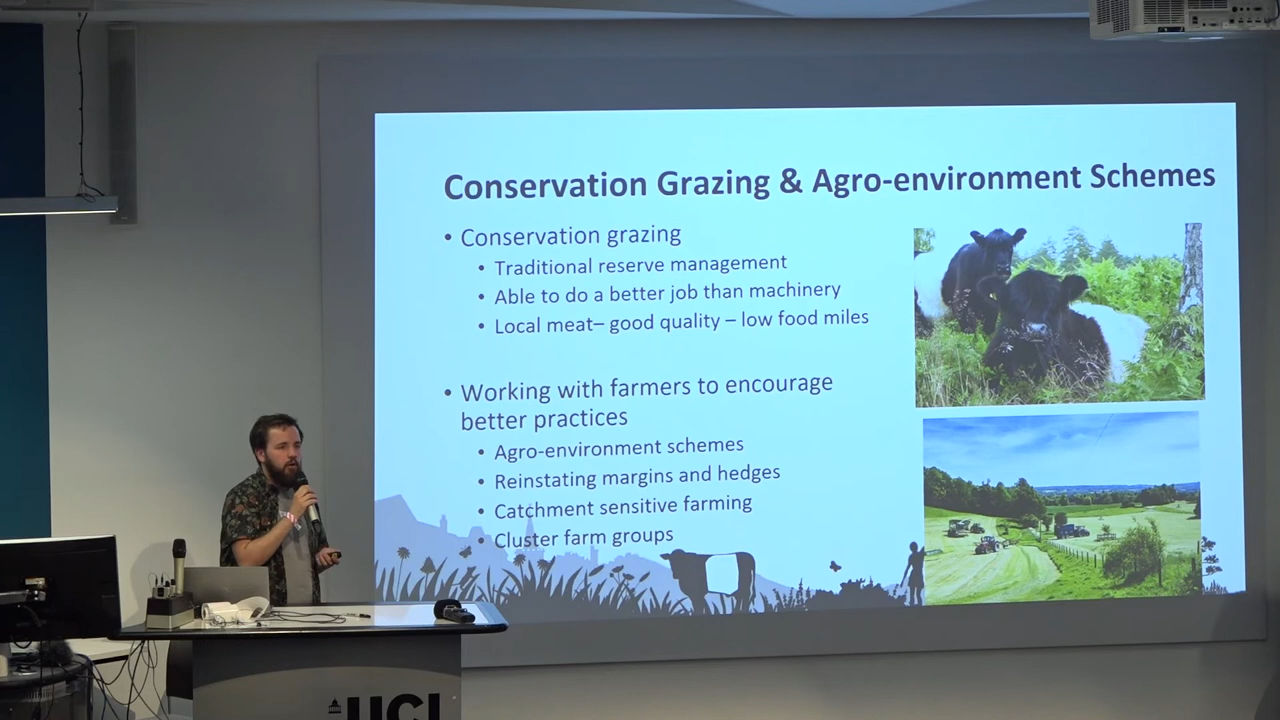 Conservation Grazing & Agro-environment Schemes
• Conservation grazing
• Traditional reserve management
• Able to do a better job than machinery
• Local meat– good quality – low food miles
• Working with farmers to encourage
better practices
• Agro-environment schemes
• Reinstating margins and hedges
• Catchment sensitive farming
• Cluster farm groups
UCL